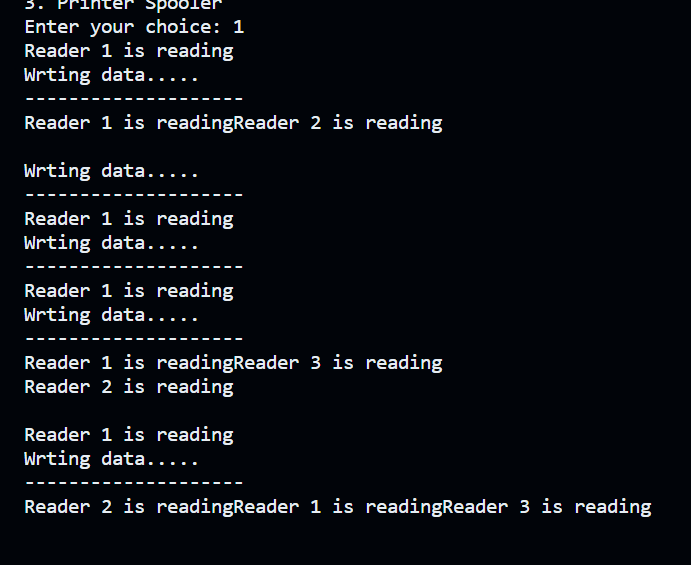 3. Printer Spooler
Enter your choice: 1
Reader 1 is reading
Wrting data.....
--------------------
Reader 1 is readingReader 2 is reading
Wrting data.....
--------------------
Reader 1 is reading
Wrting data.....
--------------------
Reader 1 is reading
Wrting data.....
--------------------
Reader 1 is readingReader 3 is reading
Reader 2 is reading
Reader 1 is reading
Wrting data.....
--------------------
Reader 2 is readingReader 1 is readingReader 3 is reading